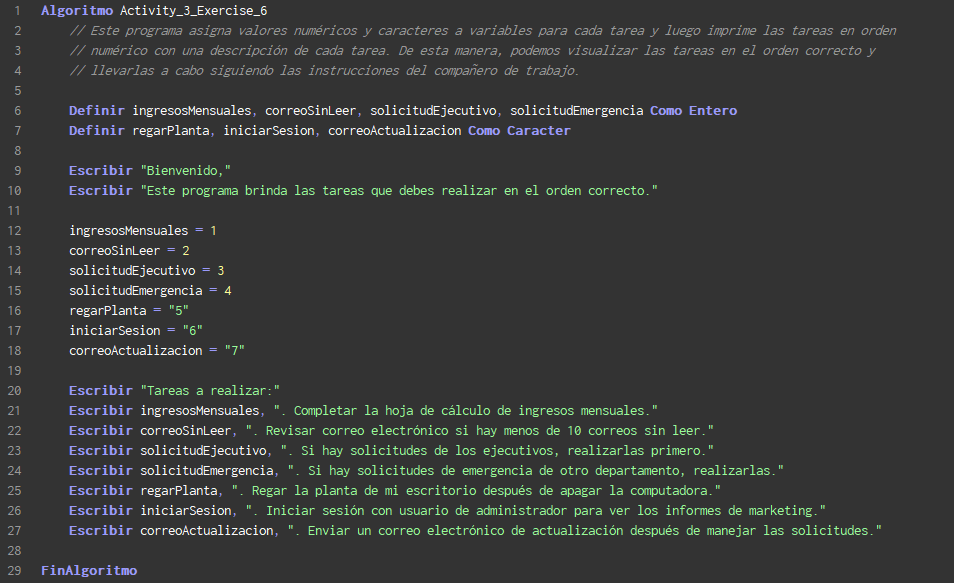 1 Algoritmo Activity_3_Exercise_6
2 // Este programa asigna valores numéricos y caracteres a variables para cada tarea y luego imprime las tareas en orden
3 // numérico con una descripción de cada tarea. De esta manera, podemos visualizar las tareas en el orden correcto y
4 // llevarlas a cabo siguiendo las instrucciones del compañero de trabajo.
5
6 Definir ingresosMensuales, correoSinLeer, solicitudEjecutivo, solicitudEmergencia Como Entero
7 Definir regarPlanta, iniciarSesion, correoActualizacion Como Caracter
8
9 Escribir "Bienvenido,"
10 Escribir "Este programa brinda las tareas que debes realizar en el orden correcto."
11
12 ingresosMensuales = 1
13 correoSinLeer = 2
14 solicitudEjecutivo = 3
15 solicitudEmergencia = 4
16 regarPlanta = "5"
17 iniciarSesion = "6"
18 correoActualizacion = "7"
19
20 Escribir "Tareas a realizar:"
21 Escribir ingresosMensuales, ". Completar la hoja de cálculo de ingresos mensuales."
22 Escribir correoSinLeer, ". Revisar correo electrónico si hay menos de 10 correos sin leer."
23 Escribir solicitudEjecutivo, ". Si hay solicitudes de los ejecutivos, realizarlas primero."
24 Escribir solicitudEmergencia, ". Si hay solicitudes de emergencia de otro departamento, realizarlas."
25 Escribir regarPlanta, ". Regar la planta de mi escritorio después de apagar la computadora."
26 Escribir iniciarSesion, ". Iniciar sesión con usuario de administrador para ver los informes de marketing."
27 Escribir correoActualizacion, ". Enviar un correo electrónico de actualización después de manejar las solicitudes."
28
29 FinAlgoritmo